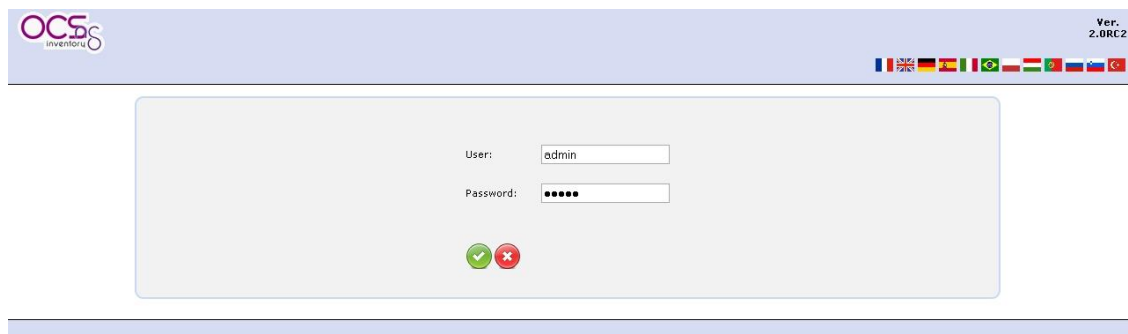 OCS
inventory
Ver.
2.0RC2
User: admin
Password: •••••